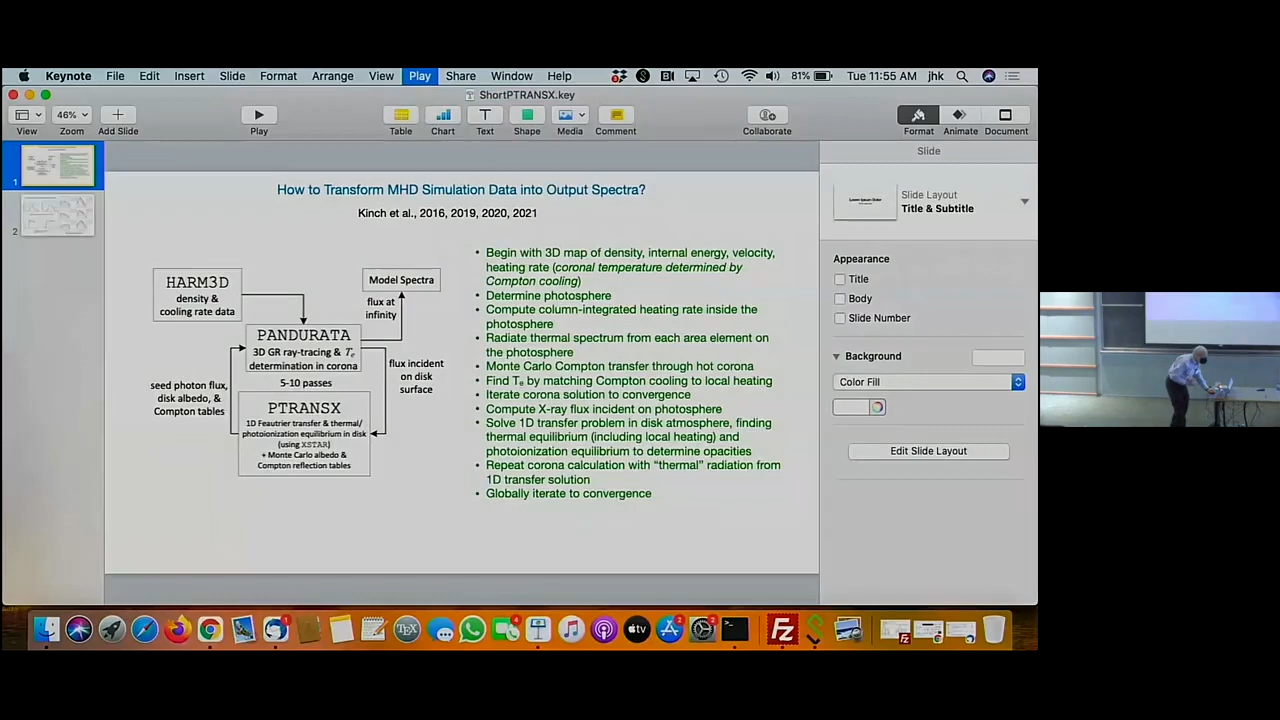 Keynote File Edit Insert Slide Format Arrange View Play Share Window Help 81% Tue 11:55 AM jhk
ShortPTRANSX.key
46%
View Zoom Add Slide Play Table Chart Text Shape Media Comment Collaborate Format Animate Document
Slide
1
2
How to Transform MHD Simulation Data into Output Spectra?
Kinch et al., 2016, 2019, 2020, 2021
HARM3D
density &
cooling rate data
Model Spectra
flux at
infinity
PANDURATA
3D GR ray-tracing & Te
determination in corona
seed photon flux,
disk albedo, &
Compton tables
5-10 passes
flux incident
on disk
surface
PTRANSX
1D Feautrier transfer & thermal/
photoionization equilibrium in disk
(using XSTAR)
+ Monte Carlo albedo &
Compton reflection tables
• Begin with 3D map of density, internal energy, velocity,
heating rate (coronal temperature determined by
Compton cooling)
• Determine photosphere
• Compute column-integrated heating rate inside the
photosphere
• Radiate thermal spectrum from each area element on
the photosphere
• Monte Carlo Compton transfer through hot corona
• Find Te by matching Compton cooling to local heating
• Iterate corona solution to convergence
• Compute X-ray flux incident on photosphere
• Solve 1D transfer problem in disk atmosphere, finding
thermal equilibrium (including local heating) and
photoionization equilibrium to determine opacities
• Repeat corona calculation with “thermal” radiation from
1D transfer solution
• Globally iterate to convergence
Slide Layout
Title & Subtitle
Appearance
Title
Body
Slide Number
Background
Color Fill
Edit Slide Layout
TEX
tv
Fz